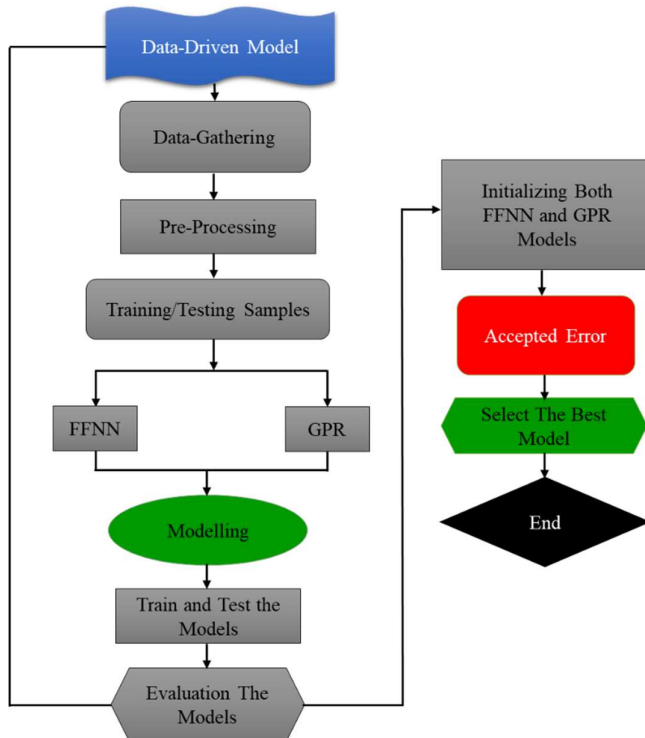 Data-Driven Model
Data-Gathering
Pre-Processing
Training/Testing Samples
FFNN
GPR
Modelling
Train and Test the
Models
Evaluation The
Models
Initializing Both
FFNN and GPR
Models
Accepted Error
Select The Best
Model
End